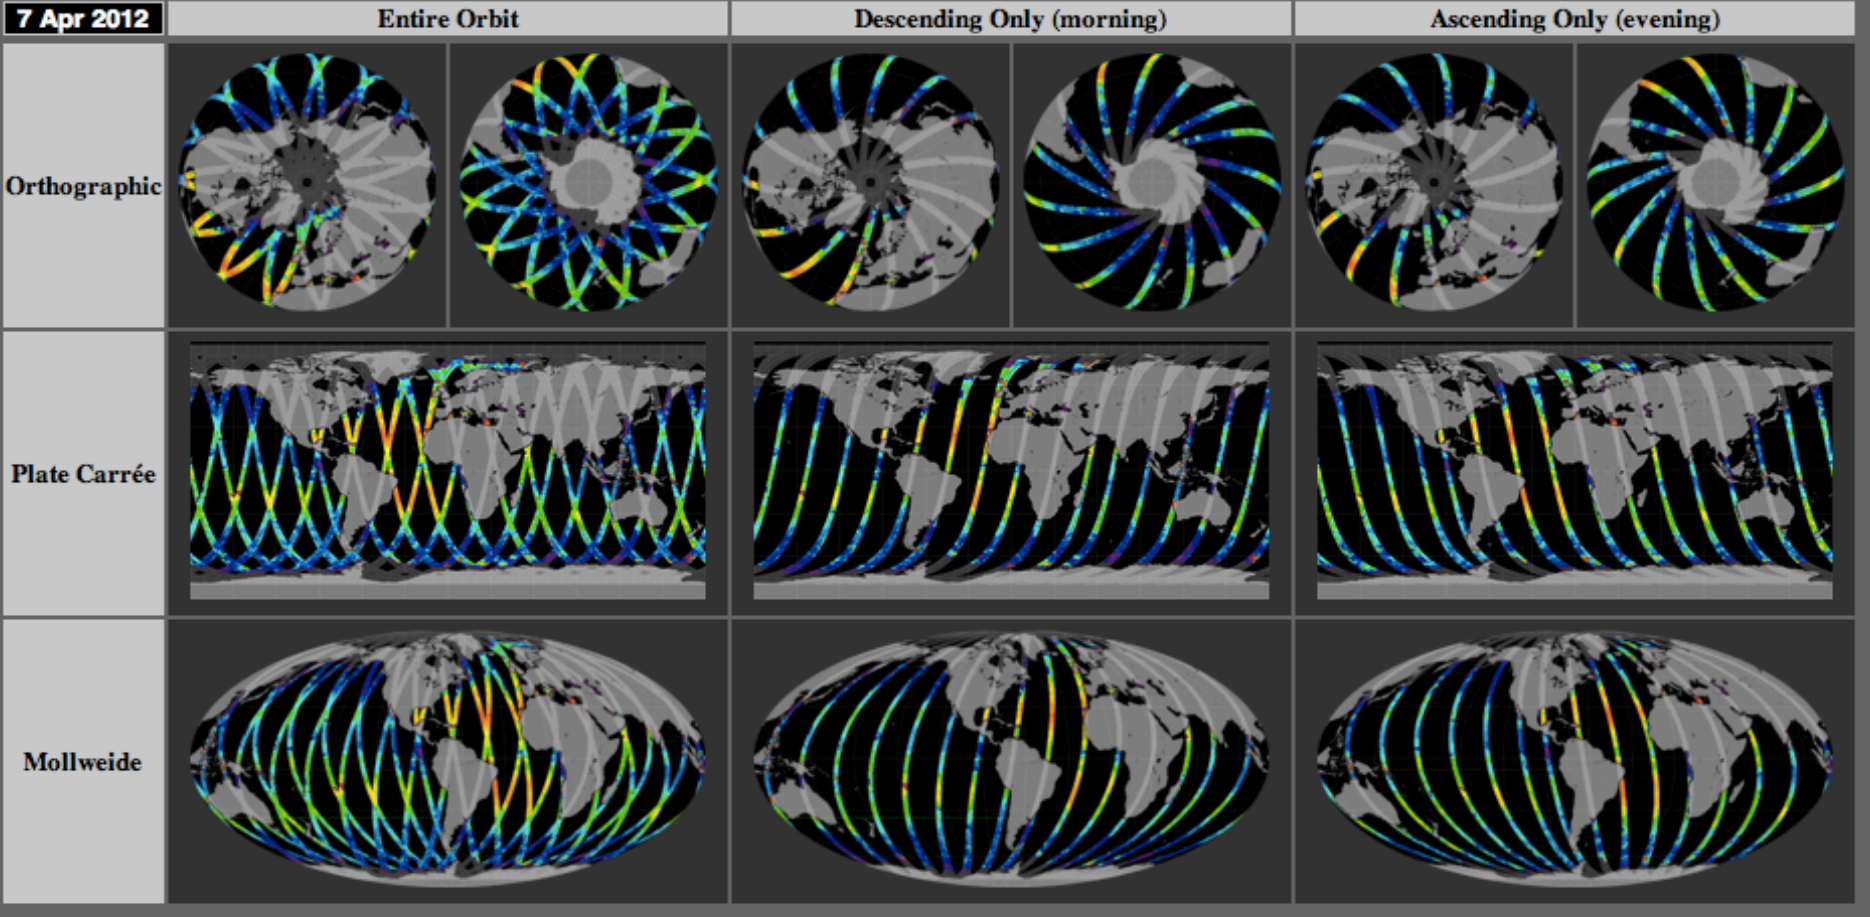 7 Apr 2012
Entire Orbit
Descending Only (morning)
Ascending Only (evening)
Orthographic
Plate Carrée
Mollweide